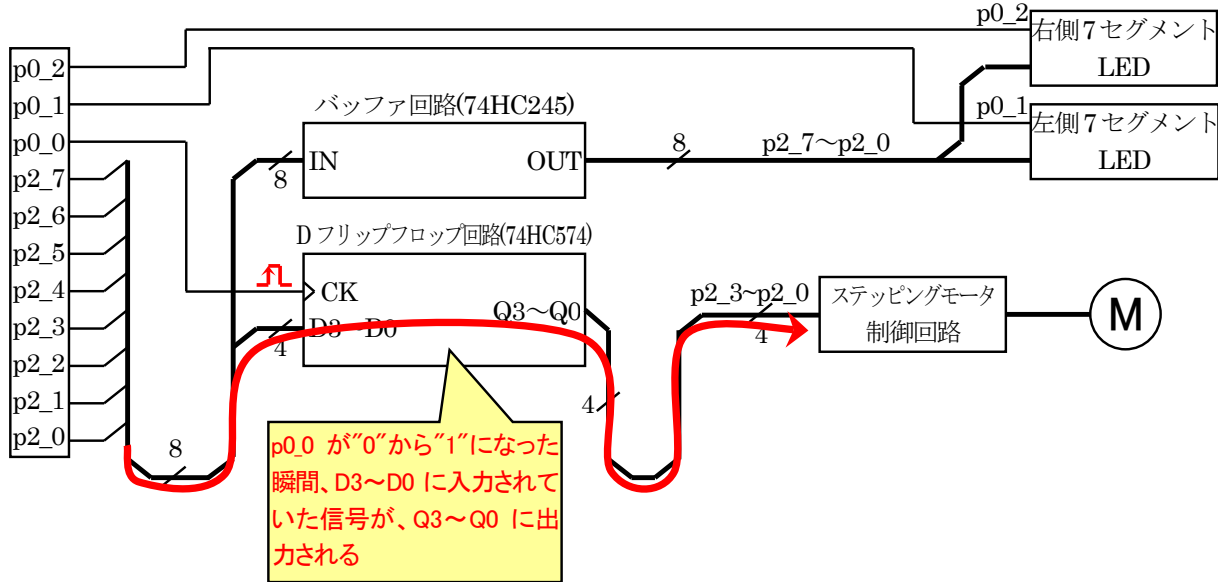 p0_2
右側7セグメント
LED
p0_2
p0_1
p0_0
p2_7
p2_6
p2_5
p2_4
p2_3
p2_2
p2_1
p2_0
バッファ回路(74HC245)
IN
OUT
8
8
p2_7～p2_0
p0_1
左側7セグメント
LED
Dフリップフロップ回路(74HC574)
CK
D3～D0
Q3～Q0
4
p2_3~p2_0
4
ステッピングモータ
制御回路
M
4
8
p0_0 が"0"から"1"になった
瞬間、D3～D0 に入力されて
いた信号が、Q3～Q0 に出
力される